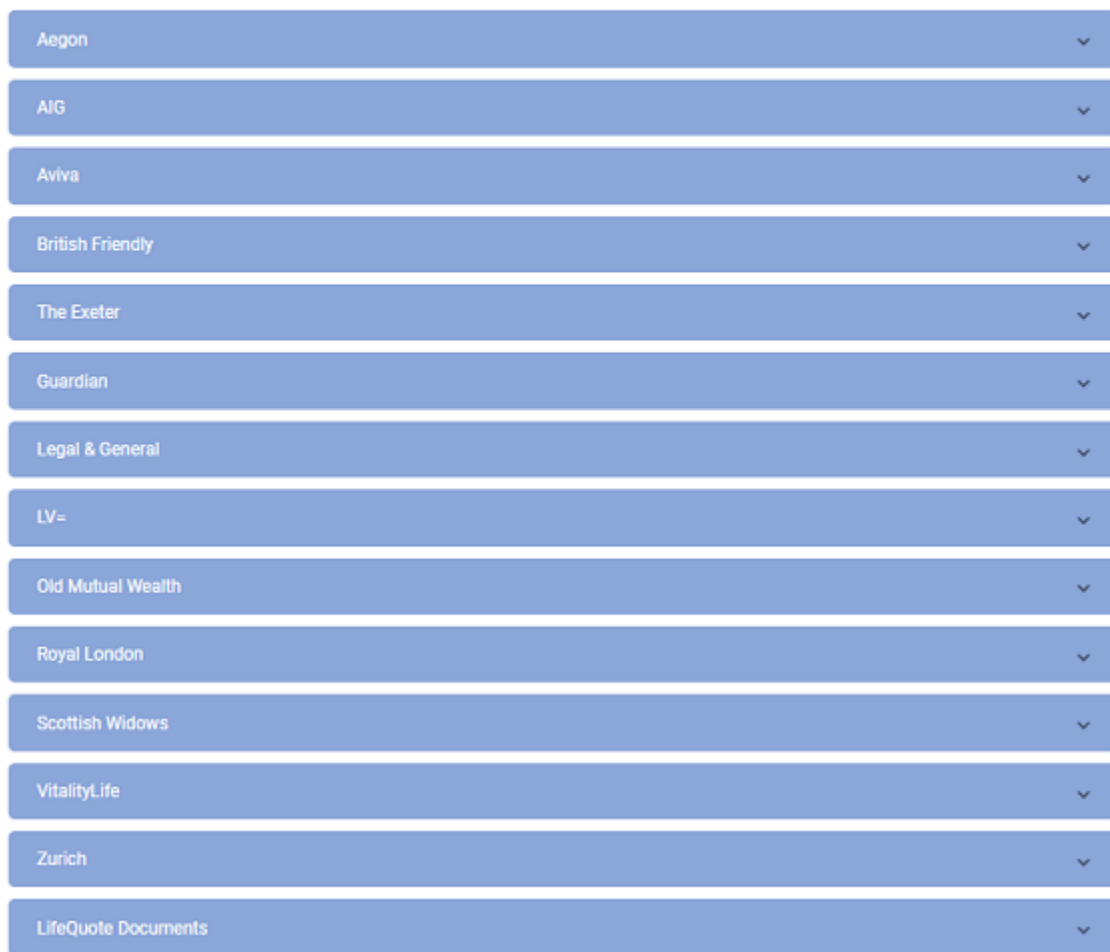 Aegon
AIG
Aviva
British Friendly
The Exeter
Guardian
Legal & General
LV=
Old Mutual Wealth
Royal London
Scottish Widows
VitalityLife
Zurich
LifeQuote Documents